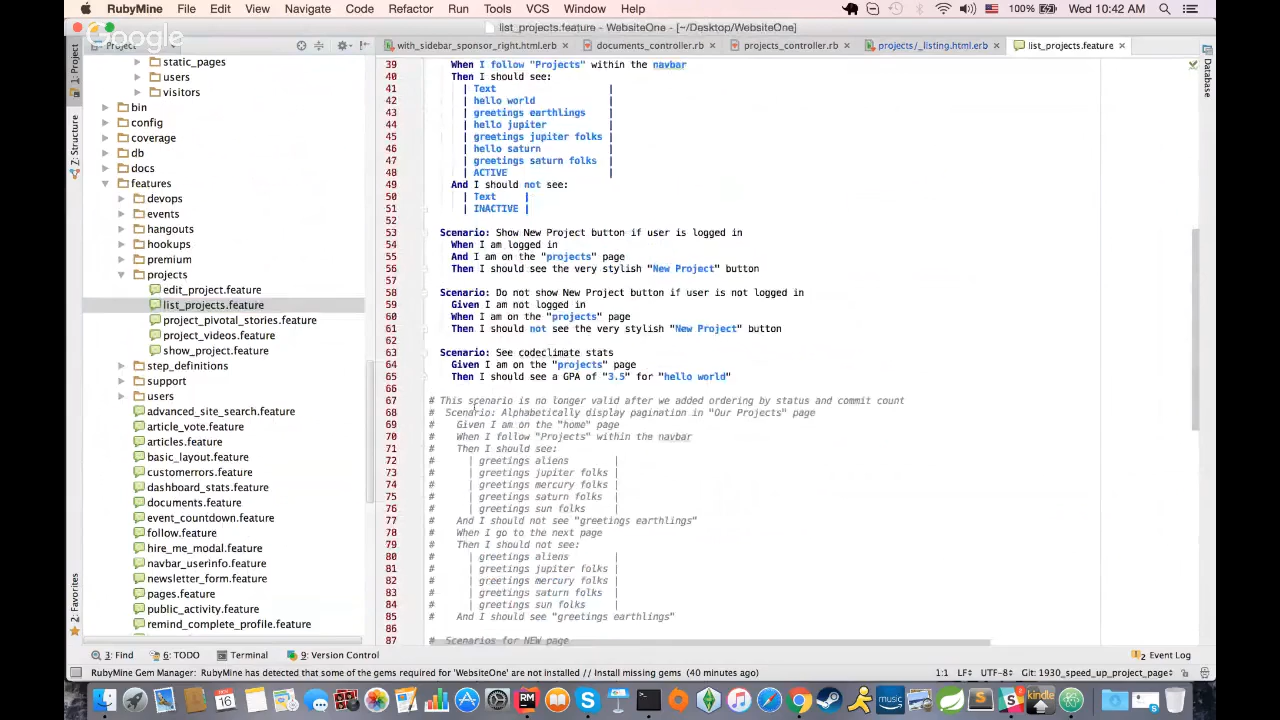 RubyMine File Edit View Navigate Code Refactor Run Tools VCS Window Help 100% Wed 10:42 AM
list_projects.feature - WebsiteOne - [~/Desktop/WebsiteOne]
Google
Project
with_sidebar_sponsor_right.html.erb documents_controller.rb projects_controller.rb projects/_listing.html.erb list_projects.feature
1: Project
Z: Structure
2: Favorites
Database
static_pages
users
visitors
bin
config
coverage
db
docs
features
devops
events
hangouts
hookups
premium
projects
edit_project.feature
list_projects.feature
project_pivotal_stories.feature
project_videos.feature
show_project.feature
step_definitions
support
users
advanced_site_search.feature
article_vote.feature
articles.feature
basic_layout.feature
customerrors.feature
dashboard_stats.feature
documents.feature
event_countdown.feature
follow.feature
hire_me_modal.feature
navbar_userinfo.feature
newsletter_form.feature
pages.feature
public_activity.feature
remind_complete_profile.feature
39 When I follow "Projects" within the navbar
40 Then I should see:
41 | Text |
42 | hello world |
43 | greetings earthlings |
44 | hello jupiter |
45 | greetings jupiter folks |
46 | hello saturn |
47 | greetings saturn folks |
48 | ACTIVE |
49 And I should not see:
50 | Text |
51 | INACTIVE |
52
53 Scenario: Show New Project button if user is logged in
54 When I am logged in
55 And I am on the "projects" page
56 Then I should see the very stylish "New Project" button
57
58 Scenario: Do not show New Project button if user is not logged in
59 Given I am not logged in
60 When I am on the "projects" page
61 Then I should not see the very stylish "New Project" button
62
63 Scenario: See codeclimate stats
64 Given I am on the "projects" page
65 Then I should see a GPA of "3.5" for "hello world"
66
67 # This scenario is no longer valid after we added ordering by status and commit count
68 # Scenario: Alphabetically display pagination in "Our Projects" page
69 # Given I am on the "home" page
70 # When I follow "Projects" within the navbar
71 # Then I should see:
72 # | greetings aliens |
73 # | greetings jupiter folks |
74 # | greetings mercury folks |
75 # | greetings saturn folks |
76 # | greetings sun folks |
77 # And I should not see "greetings earthlings"
78 # When I go to the next page
79 # Then I should not see:
80 # | greetings aliens |
81 # | greetings jupiter folks |
82 # | greetings mercury folks |
83 # | greetings saturn folks |
84 # | greetings sun folks |
85 # And I should see "greetings earthlings"
86
87 # Scenarios for NEW page
3: Find 6: TODO Terminal 9: Version Control 2 Event Log
RubyMine Gem Manager: RubyMine has detected that some of the gems required for 'WebsiteOne' are not installed // Install missing gems (40 minutes ago) 1:1 LF UTF-8 Git: 1930_speed_up_project_page